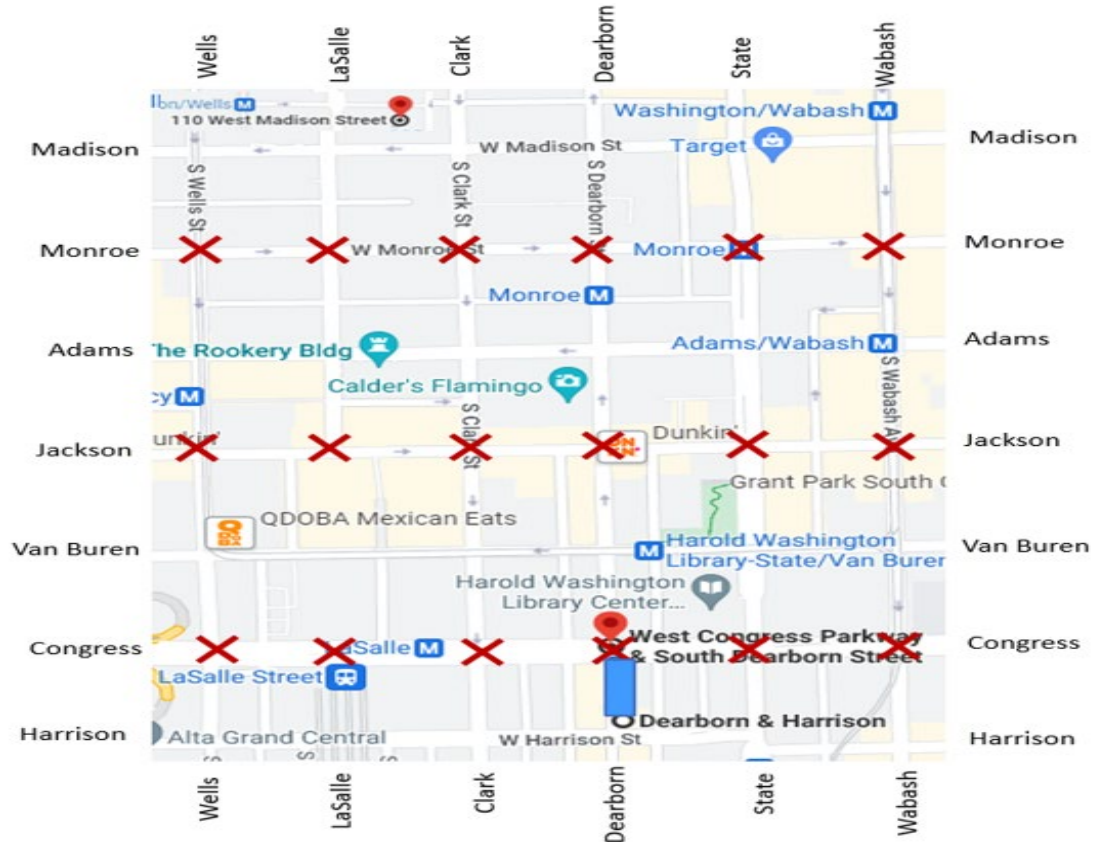 Wells LaSalle Clark Dearborn State Wabash
Madison
Monroe
Adams
Jackson
Van Buren
Congress
Harrison
on/Wells
110 West Madison Street
W Madison St
Washington/Wabash
Target
S Wells St
S Clark St
S Dearborn
W Monroe St
Monroe
Monroe
The Rookery Bldg
Calder's Flamingo
Adams/Wabash
S Wabash Av
cy
unkin'
S Clark St
Dunkin'
Grant Park South
QDOBA Mexican Eats
Harold Washington
Library-State/Van Buren
Harold Washington
Library Center...
LaSalle
West Congress Parkway
& South Dearborn Street
LaSalle Street
Dearborn & Harrison
Alta Grand Central
W Harrison St
Madison
Monroe
Adams
Jackson
Van Buren
Congress
Harrison
Wells LaSalle Clark Dearborn State Wabash